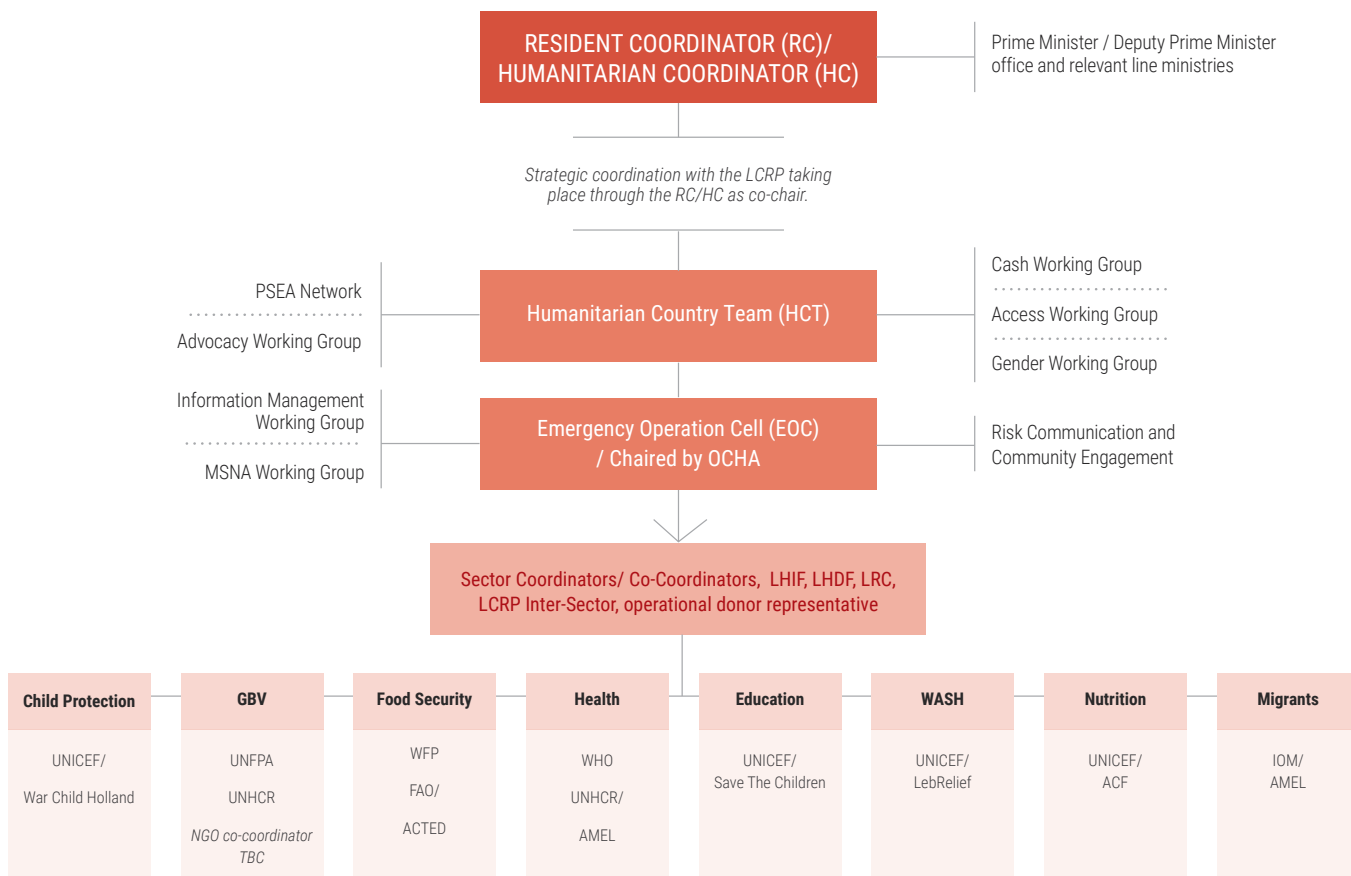 RESIDENT COORDINATOR (RC)/
HUMANITARIAN COORDINATOR (HC)
Prime Minister / Deputy Prime Minister
office and relevant line ministries
Strategic coordination with the LCRP taking
place through the RC/HC as co-chair.
PSEA Network
Advocacy Working Group
Humanitarian Country Team (HCT)
Cash Working Group
Access Working Group
Gender Working Group
Information Management
Working Group
MSNA Working Group
Emergency Operation Cell (EOC)
/ Chaired by OCHA
Risk Communication and
Community Engagement
Sector Coordinators/ Co-Coordinators, LHIF, LHDF, LRC,
LCRP Inter-Sector, operational donor representative
Child Protection
UNICEF/
War Child Holland
GBV
UNFPA
UNHCR
NGO co-coordinator
TBC
Food Security
WFP
FAO/
ACTED
Health
WHO
UNHCR/
AMEL
Education
UNICEF/
Save The Children
WASH
UNICEF/
LebRelief
Nutrition
UNICEF/
ACF
Migrants
IOM/
AMEL